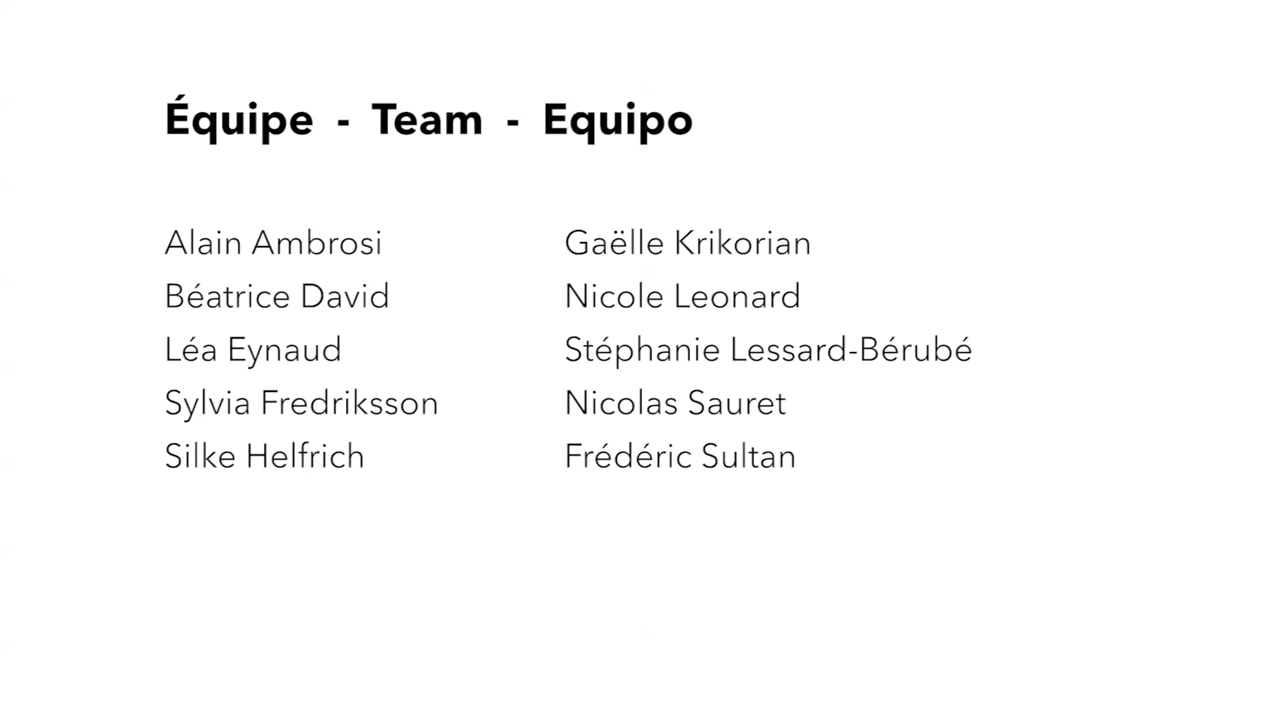 Équipe - Team - Equipo
Alain Ambrosi
Béatrice David
Léa Eynaud
Sylvia Fredriksson
Silke Helfrich
Gaëlle Krikorian
Nicole Leonard
Stéphanie Lessard-Bérubé
Nicolas Sauret
Frédéric Sultan